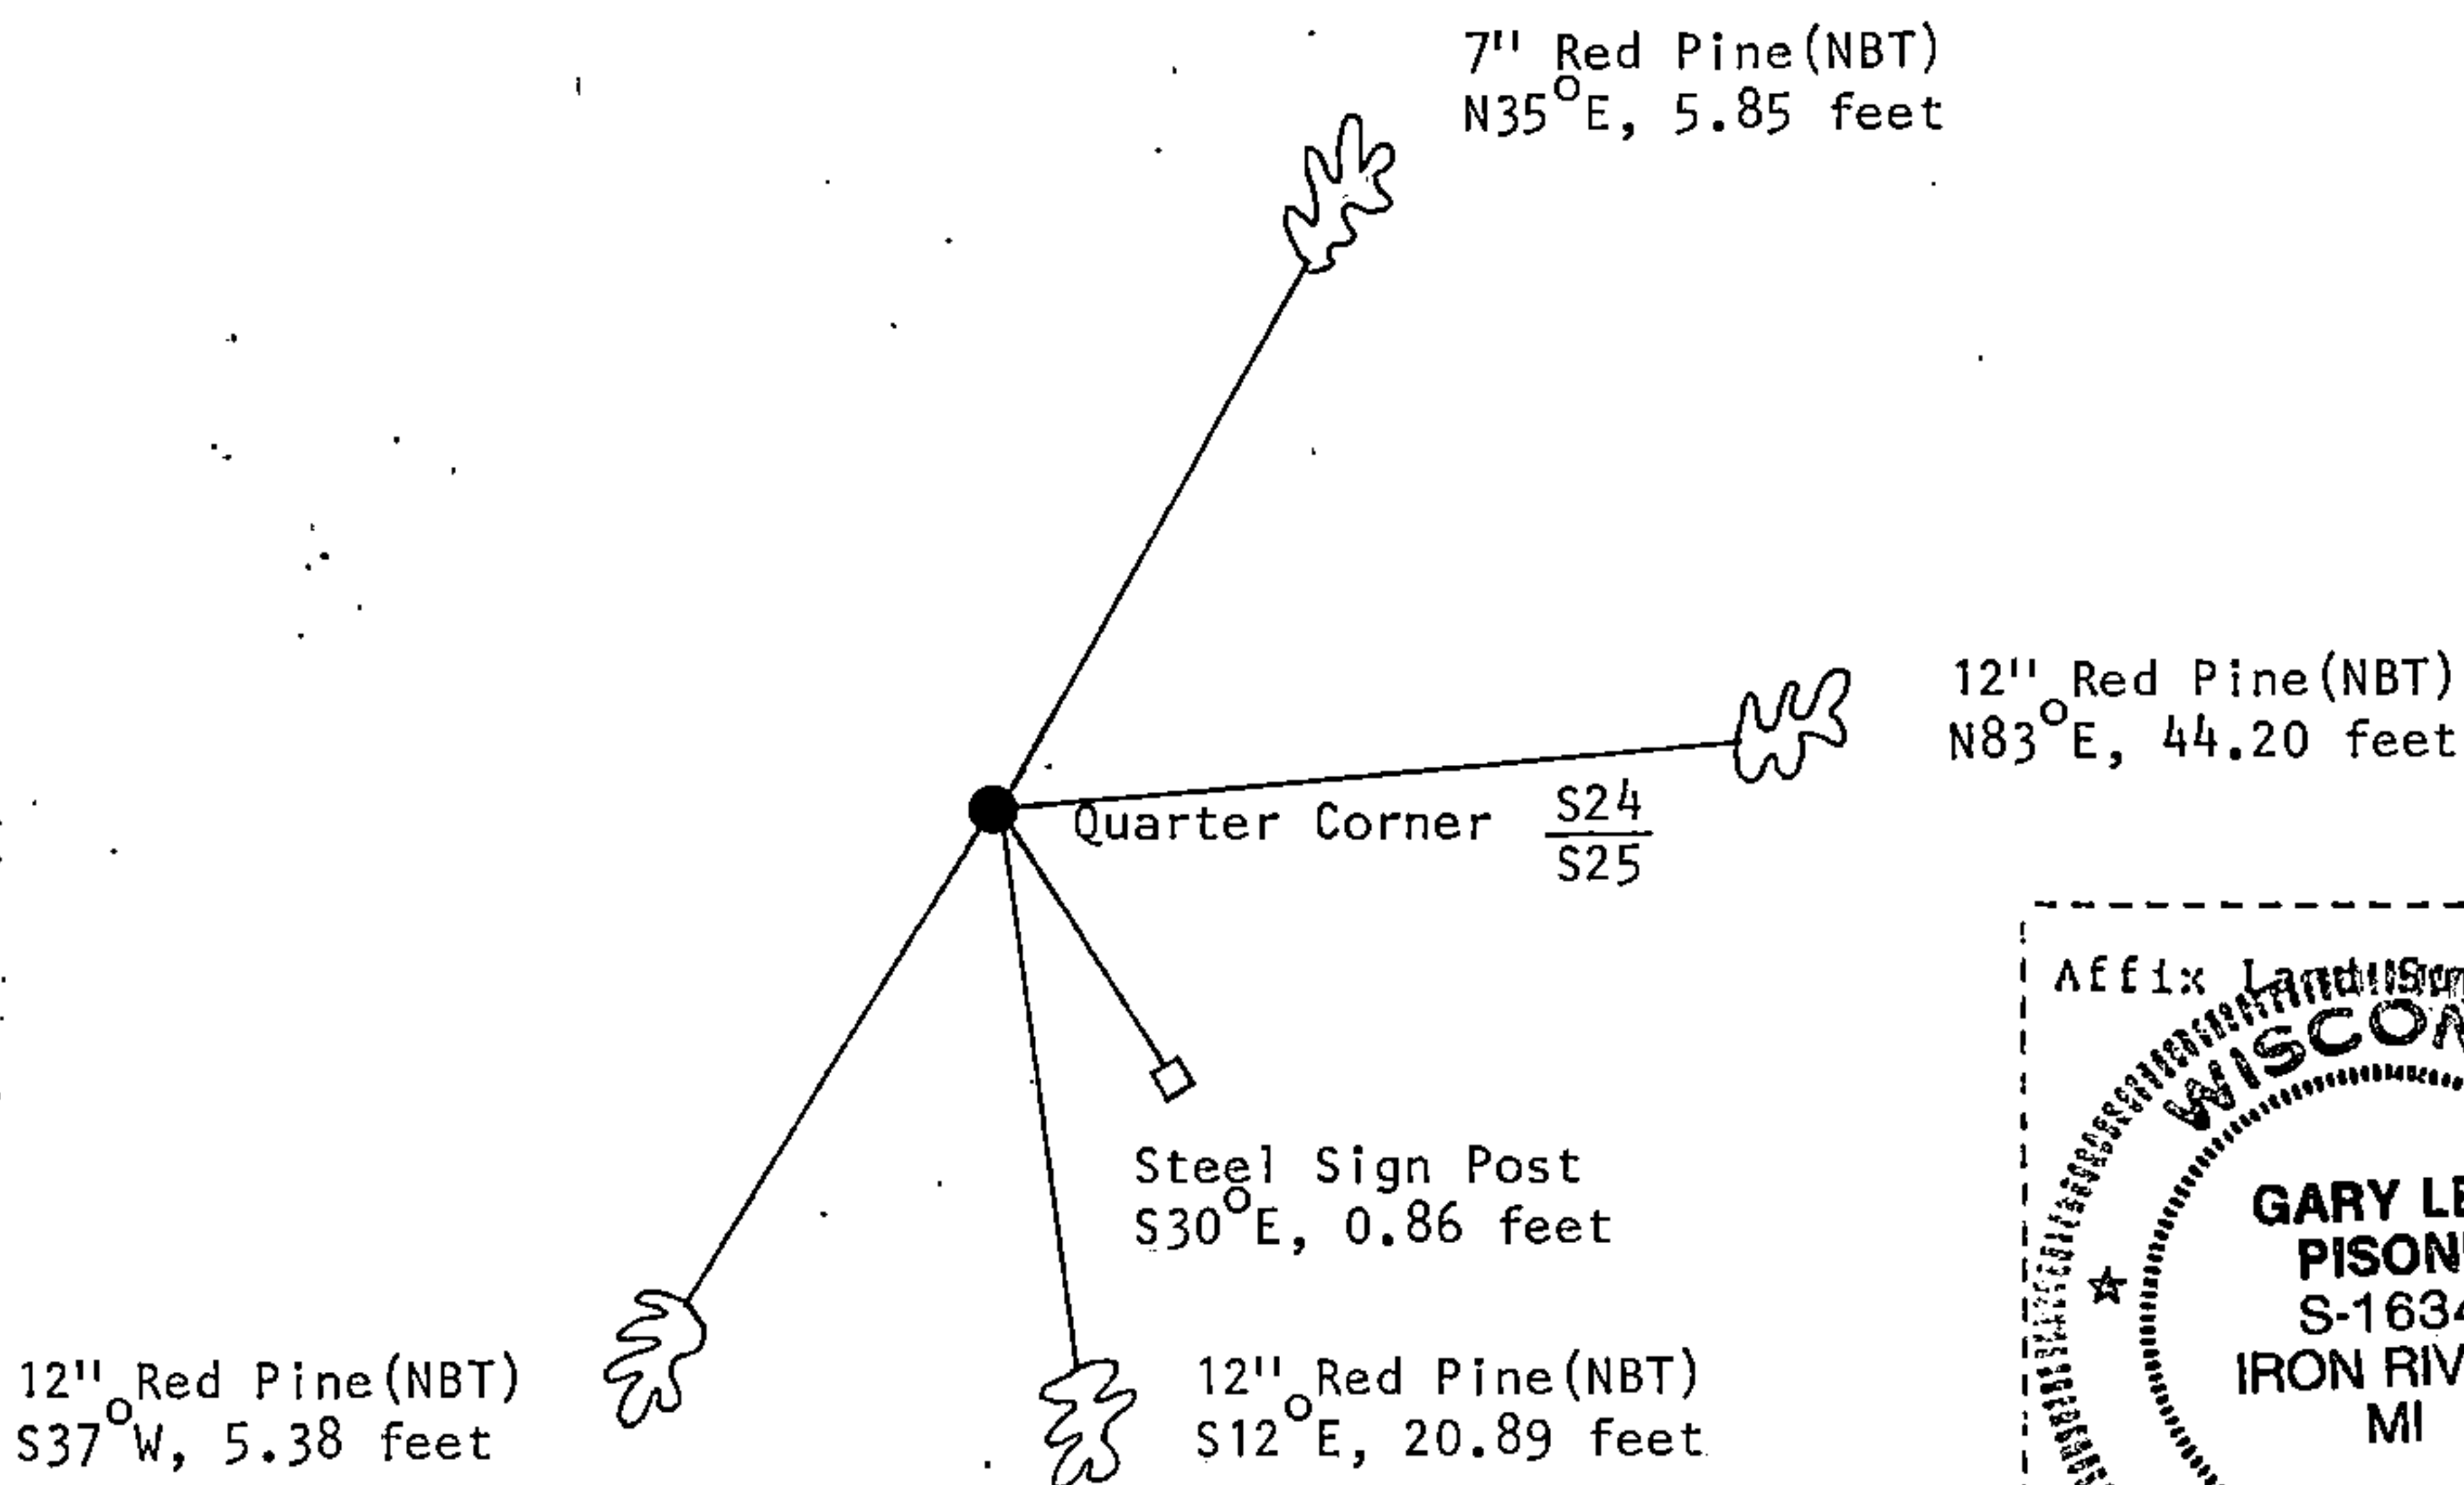 7" Red Pine(NBT)
N35°E, 5.85 feet
12" Red Pine(NBT)
N83°E, 44.20 feet
Quarter Corner S24
S25
Affix
Steel Sign Post
S30°E, 0.86 feet
12" Red Pine(NBT)
S37°W, 5.38 feet
12" Red Pine(NBT)
S12°E, 20.89 feet
WISCON
GARY LE
PISON
S-1634
IRON RIV
MI